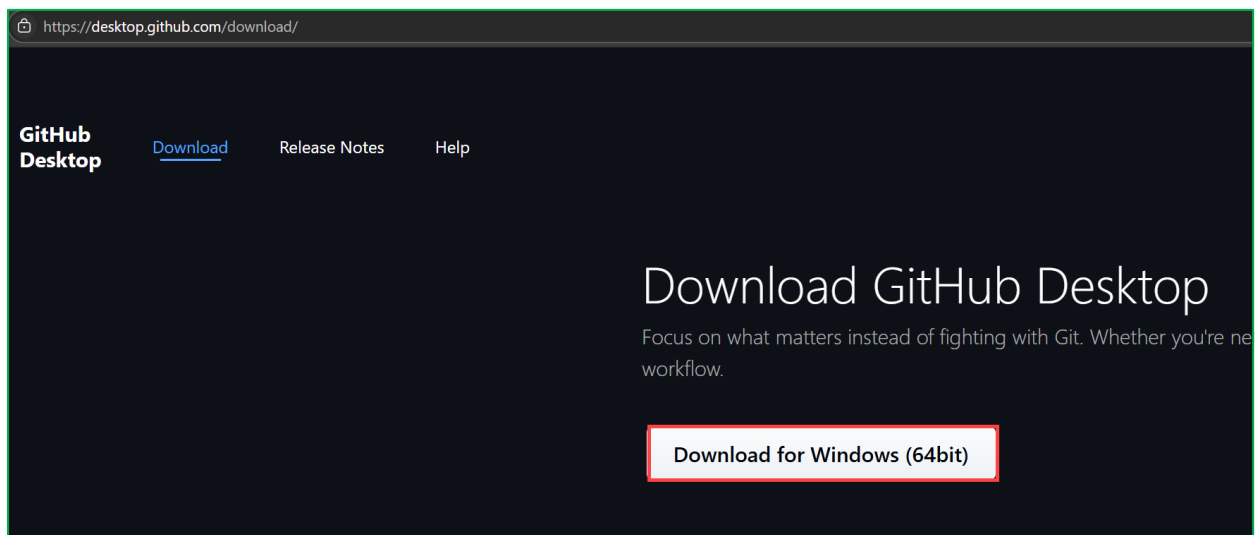 https://desktop.github.com/download/
GitHub
Desktop
Download
Release Notes
Help
Download GitHub Desktop
Focus on what matters instead of fighting with Git. Whether you're ne
workflow.
Download for Windows (64bit)